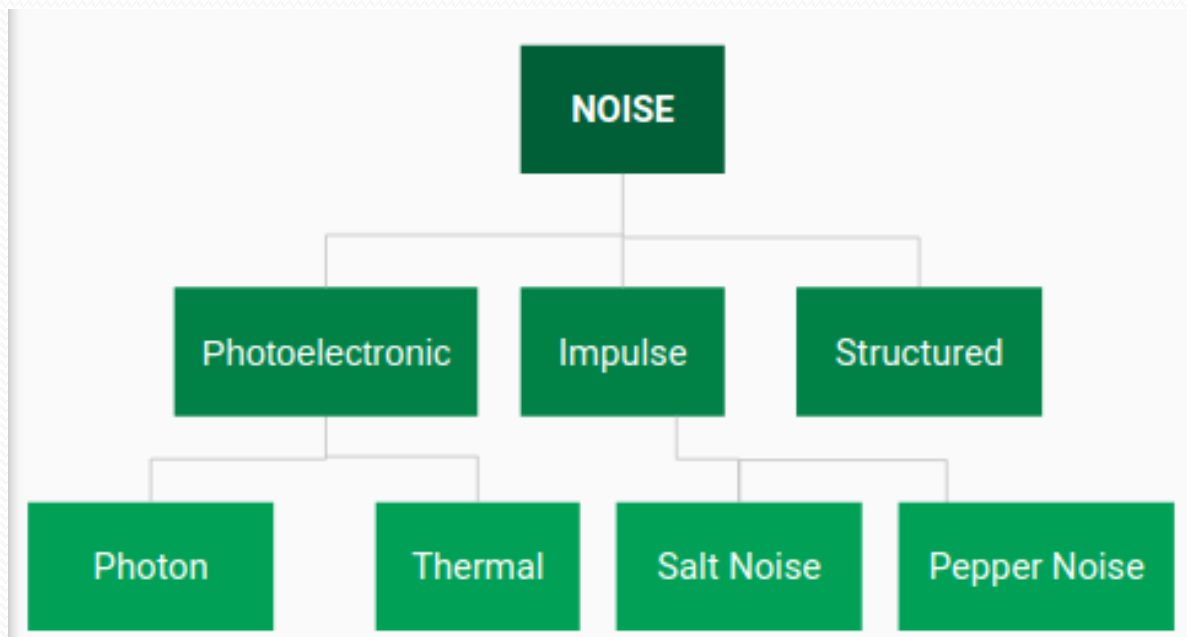 NOISE
Photoelectronic
Impulse
Structured
Photon
Thermal
Salt Noise
Pepper Noise